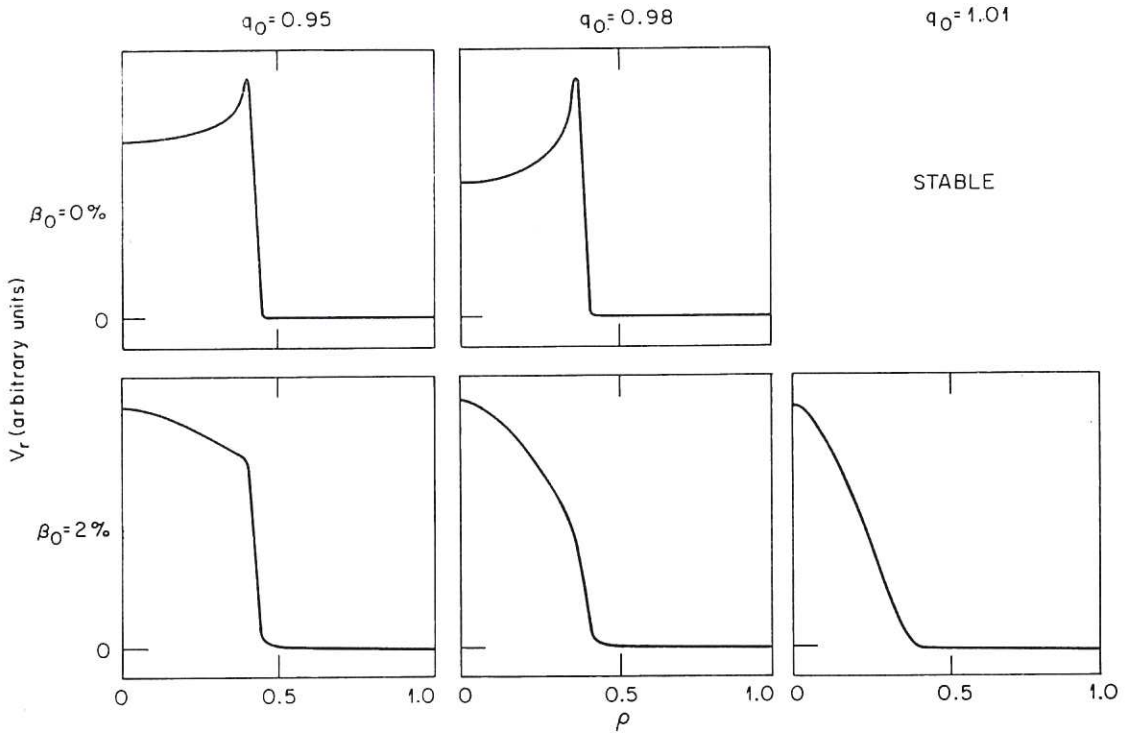 q₀=0.95
q₀=0.98
q₀=1.01
β₀=0%
STABLE
0
Vᵣ (arbitrary units)
β₀=2%
0
0
0.5
1.0
0
0.5
1.0
0
0.5
1.0
ρ